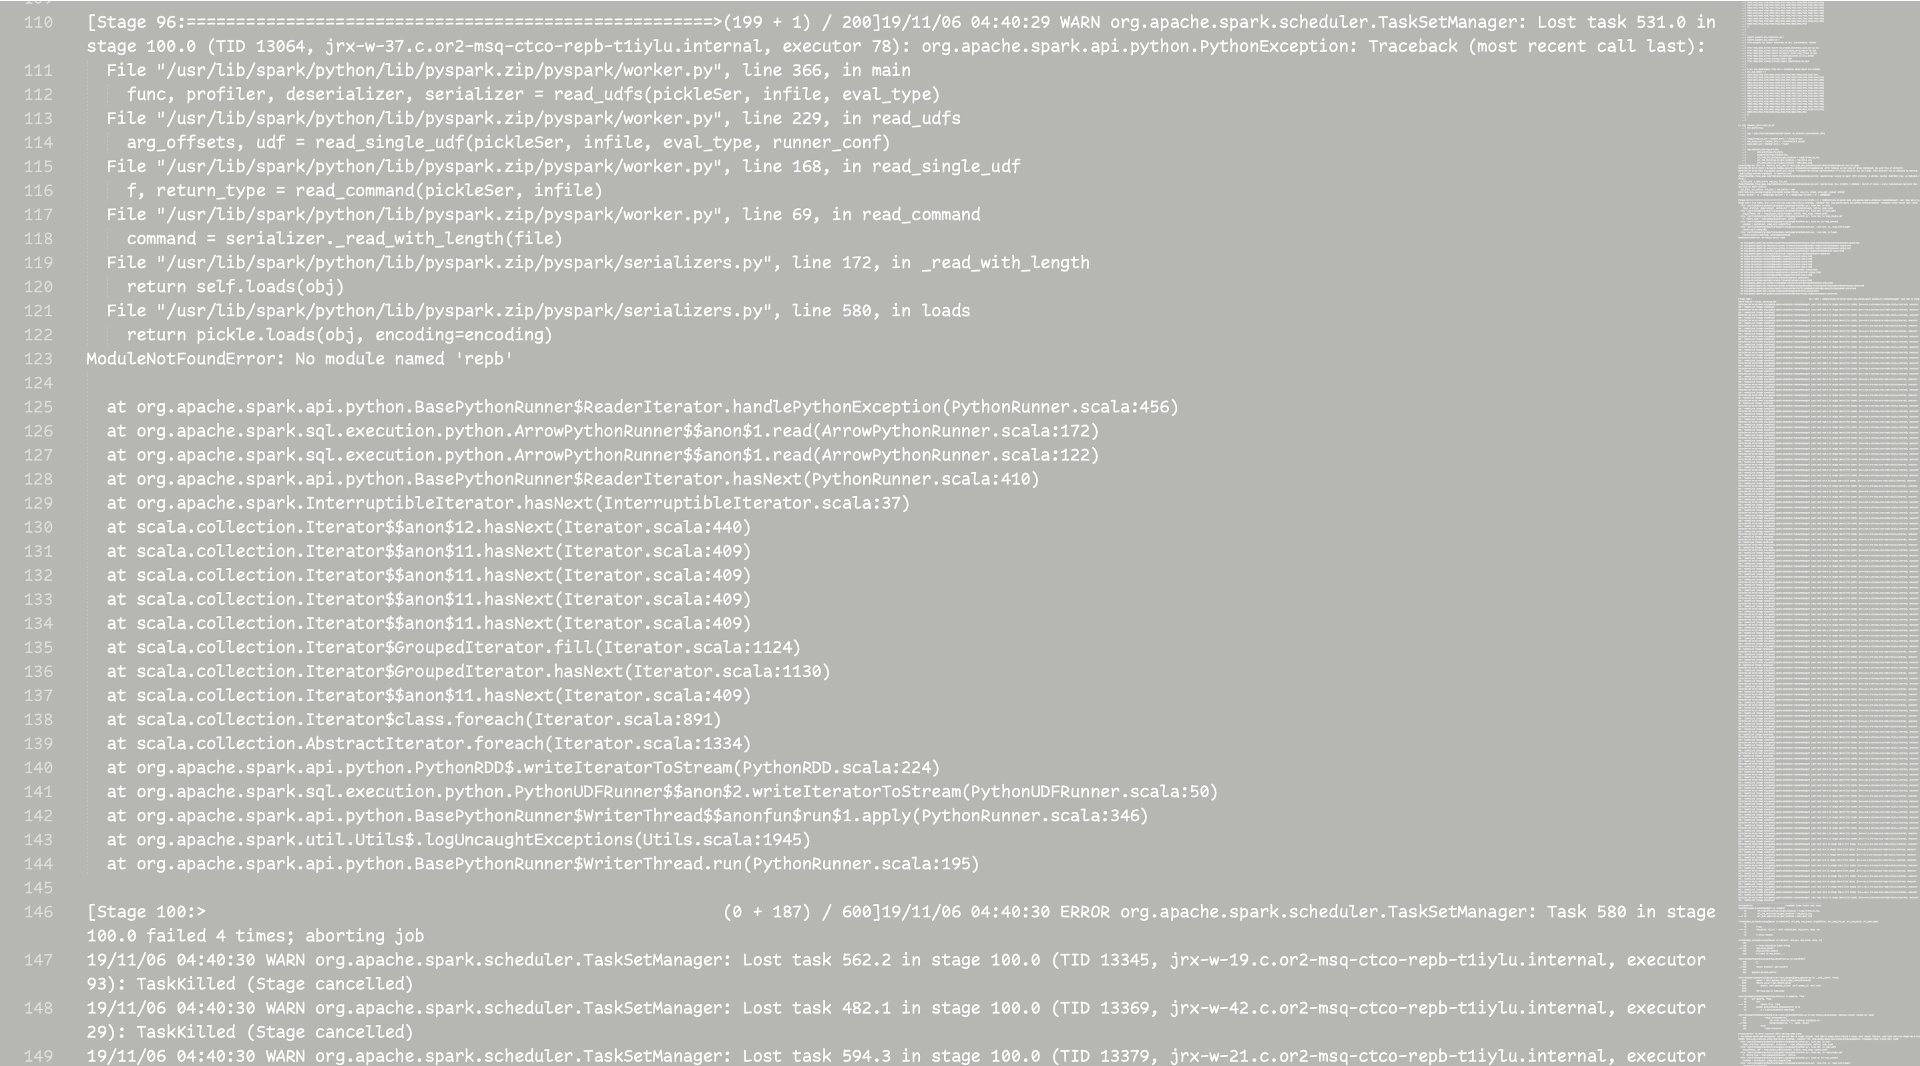 110 [Stage 96:=====================================================>(199 + 1) / 200]19/11/06 04:40:29 WARN org.apache.spark.scheduler.TaskSetManager: Lost task 531.0 in
stage 100.0 (TID 13064, jrx-w-37.c.or2-msq-ctco-repb-t1iylu.internal, executor 78): org.apache.spark.api.python.PythonException: Traceback (most recent call last):
111 File "/usr/lib/spark/python/lib/pyspark.zip/pyspark/worker.py", line 366, in main
112 func, profiler, deserializer, serializer = read_udfs(pickleSer, infile, eval_type)
113 File "/usr/lib/spark/python/lib/pyspark.zip/pyspark/worker.py", line 229, in read_udfs
114 arg_offsets, udf = read_single_udf(pickleSer, infile, eval_type, runner_conf)
115 File "/usr/lib/spark/python/lib/pyspark.zip/pyspark/worker.py", line 168, in read_single_udf
116 f, return_type = read_command(pickleSer, infile)
117 File "/usr/lib/spark/python/lib/pyspark.zip/pyspark/worker.py", line 69, in read_command
118 command = serializer._read_with_length(file)
119 File "/usr/lib/spark/python/lib/pyspark.zip/pyspark/serializers.py", line 172, in _read_with_length
120 return self.loads(obj)
121 File "/usr/lib/spark/python/lib/pyspark.zip/pyspark/serializers.py", line 580, in loads
122 return pickle.loads(obj, encoding=encoding)
123 ModuleNotFoundError: No module named 'repb'
124
125 at org.apache.spark.api.python.BasePythonRunner$ReaderIterator.handlePythonException(PythonRunner.scala:456)
126 at org.apache.spark.sql.execution.python.ArrowPythonRunner$$anon$1.read(ArrowPythonRunner.scala:172)
127 at org.apache.spark.sql.execution.python.ArrowPythonRunner$$anon$1.read(ArrowPythonRunner.scala:122)
128 at org.apache.spark.api.python.BasePythonRunner$ReaderIterator.hasNext(PythonRunner.scala:410)
129 at org.apache.spark.InterruptibleIterator.hasNext(InterruptibleIterator.scala:37)
130 at scala.collection.Iterator$$anon$12.hasNext(Iterator.scala:440)
131 at scala.collection.Iterator$$anon$11.hasNext(Iterator.scala:409)
132 at scala.collection.Iterator$$anon$11.hasNext(Iterator.scala:409)
133 at scala.collection.Iterator$$anon$11.hasNext(Iterator.scala:409)
134 at scala.collection.Iterator$$anon$11.hasNext(Iterator.scala:409)
135 at scala.collection.Iterator$GroupedIterator.fill(Iterator.scala:1124)
136 at scala.collection.Iterator$GroupedIterator.hasNext(Iterator.scala:1130)
137 at scala.collection.Iterator$$anon$11.hasNext(Iterator.scala:409)
138 at scala.collection.Iterator$class.foreach(Iterator.scala:891)
139 at scala.collection.AbstractIterator.foreach(Iterator.scala:1334)
140 at org.apache.spark.api.python.PythonRDD$.writeIteratorToStream(PythonRDD.scala:224)
141 at org.apache.spark.sql.execution.python.PythonUDFRunner$$anon$2.writeIteratorToStream(PythonUDFRunner.scala:50)
142 at org.apache.spark.api.python.BasePythonRunner$WriterThread$$anonfun$run$1.apply(PythonRunner.scala:346)
143 at org.apache.spark.util.Utils$.logUncaughtExceptions(Utils.scala:1945)
144 at org.apache.spark.api.python.BasePythonRunner$WriterThread.run(PythonRunner.scala:195)
145
146 [Stage 100:> (0 + 187) / 600]19/11/06 04:40:30 ERROR org.apache.spark.scheduler.TaskSetManager: Task 580 in stage
100.0 failed 4 times; aborting job
147 19/11/06 04:40:30 WARN org.apache.spark.scheduler.TaskSetManager: Lost task 562.2 in stage 100.0 (TID 13345, jrx-w-19.c.or2-msq-ctco-repb-t1iylu.internal, executor
93): TaskKilled (Stage cancelled)
148 19/11/06 04:40:30 WARN org.apache.spark.scheduler.TaskSetManager: Lost task 482.1 in stage 100.0 (TID 13369, jrx-w-42.c.or2-msq-ctco-repb-t1iylu.internal, executor
29): TaskKilled (Stage cancelled)
149 19/11/06 04:40:30 WARN org.apache.spark.scheduler.TaskSetManager: Lost task 594.3 in stage 100.0 (TID 13379, jrx-w-21.c.or2-msq-ctco-repb-t1iylu.internal, executor